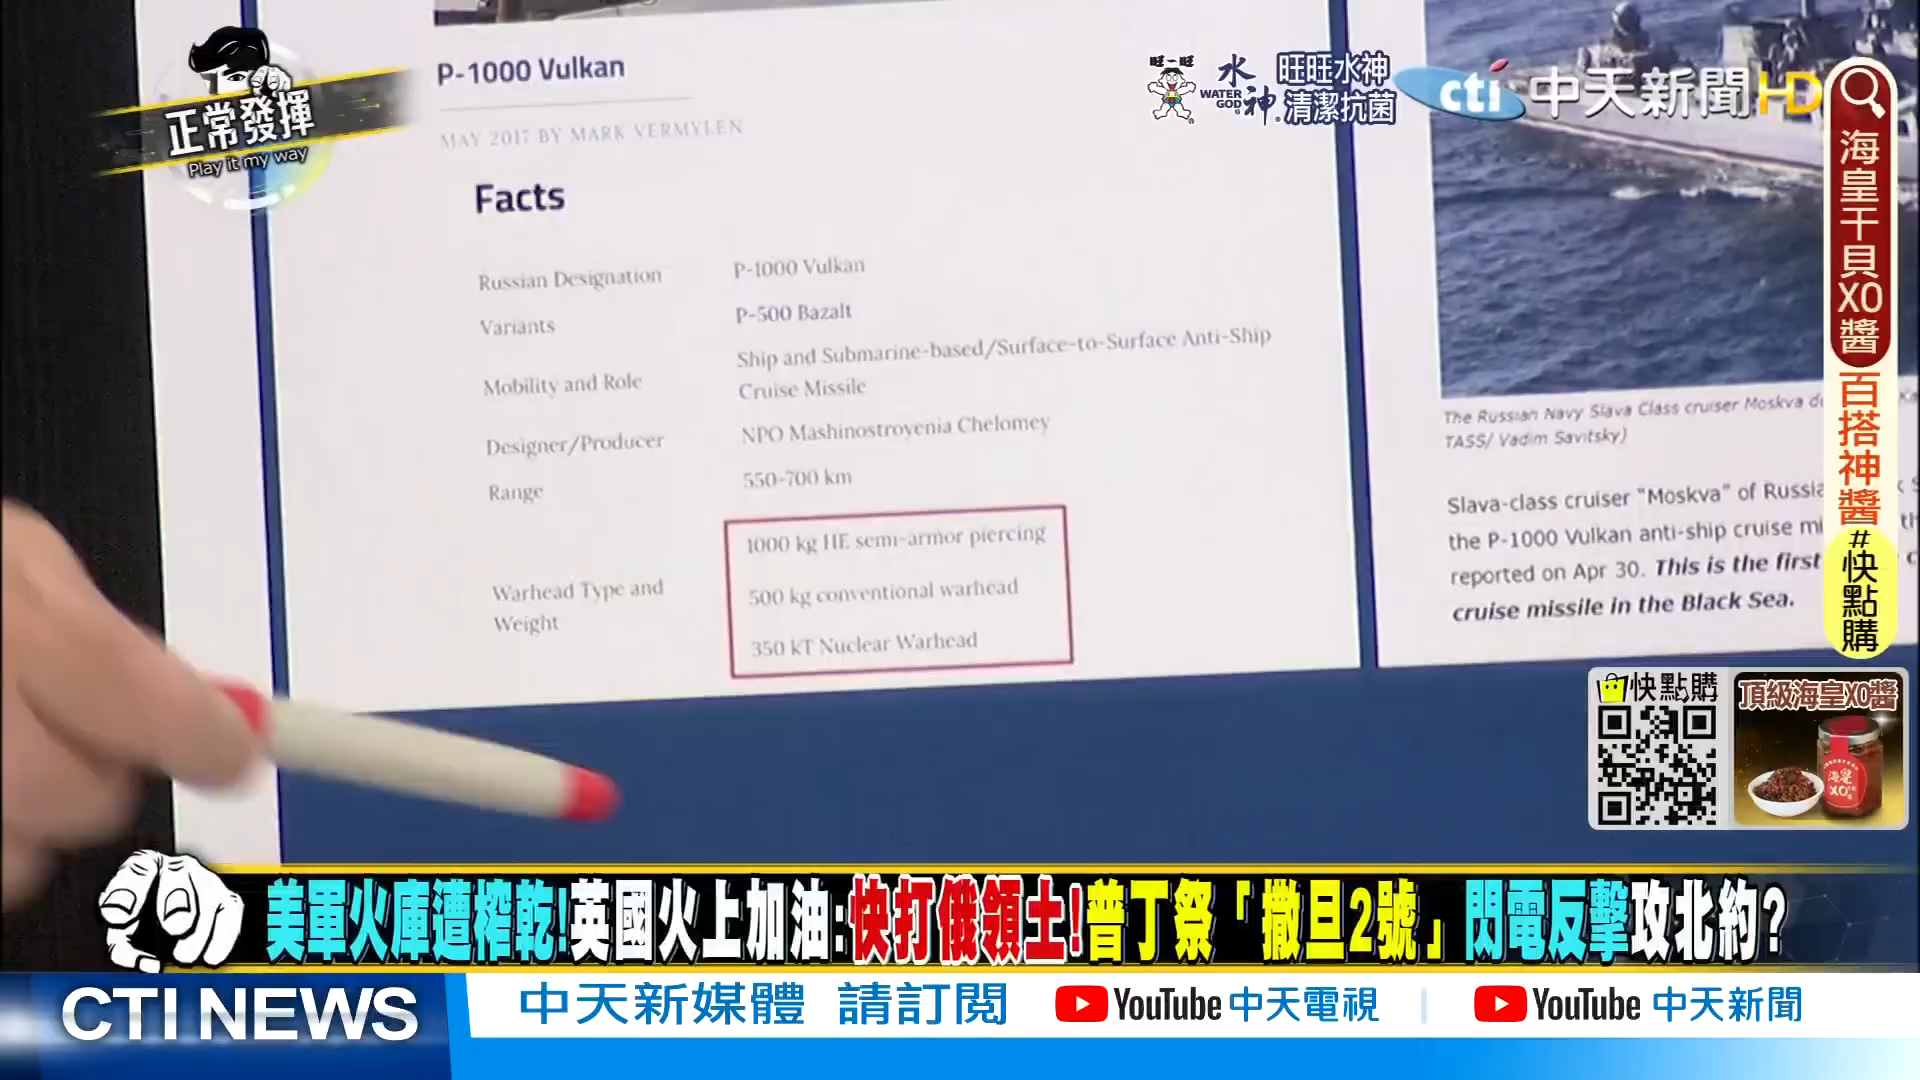 正常發揮
Play it my way
P-1000 Vulkan
MAY 2017 BY MARK VERMYLEN
Facts
Russian Designation
P-1000 Vulkan
Variants
P-500 Bazalt
Mobility and Role
Ship and Submarine-based/Surface-to-Surface Anti-Ship
Cruise Missile
Designer/Producer
NPO Mashinostroyenia Chelomey
Range
550-700 km
Warhead Type and
Weight
1000 kg HE semi-armor piercing
500 kg conventional warhead
350 kT Nuclear Warhead
旺一旺
水神
WATER GOD
旺旺水神
清潔抗菌
cti 中天新聞HD
The Russian Navy Slava Class cruiser Moskva
TASS/ Vadim Savitsky)
Slava-class cruiser "Moskva" of
the P-1000 Vulkan anti-ship cruise
reported on Apr 30. This is the first
cruise missile in the Black Sea.
海皇干貝XO醬
百搭神醬
#快點購
快點購
頂級海皇XO醬
海皇
XO
美軍火庫遭榨乾!英國火上加油:快打俄領土!普丁祭「撒旦2號」閃電反擊攻北約?
CTI NEWS
中天新媒體 請訂閱
YouTube 中天電視
YouTube 中天新聞